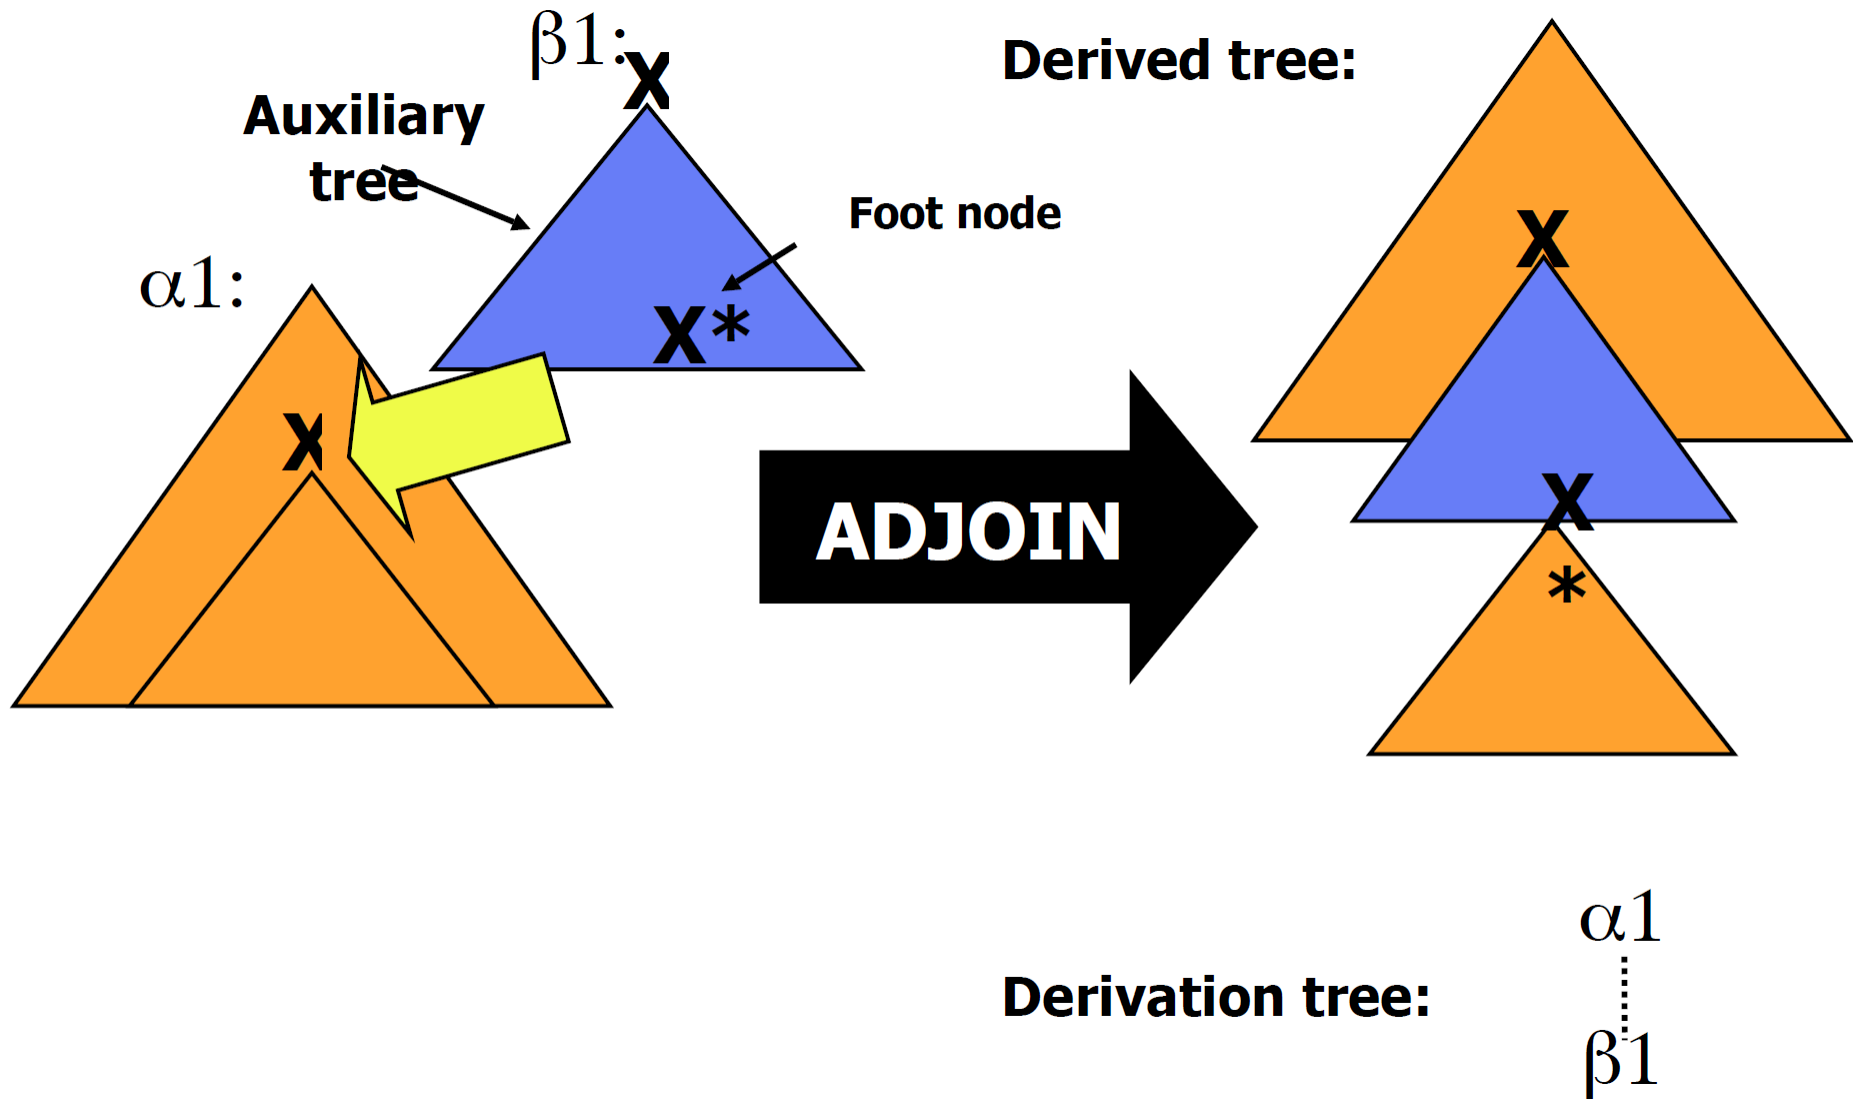 β1:
X
Auxiliary
tree
Foot node
X*
α1:
X
ADJOIN
Derived tree:
X
X
*
Derivation tree:
α1
β1